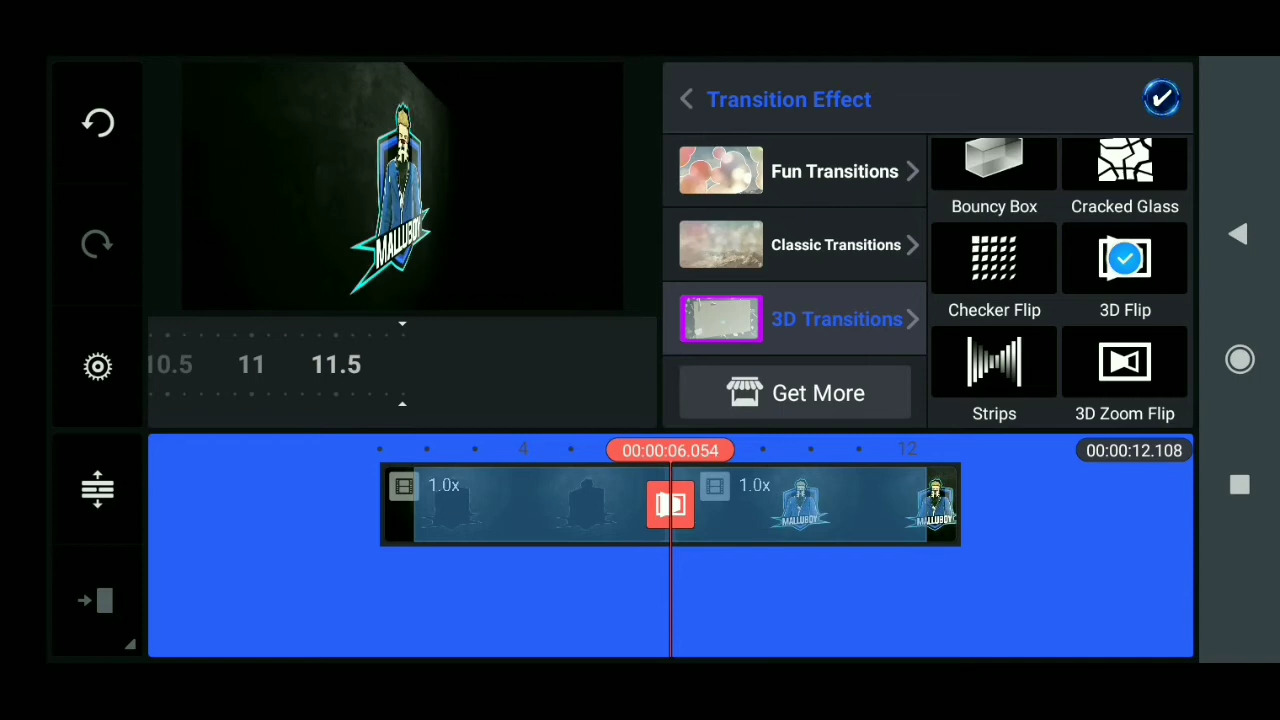 Transition Effect
Fun Transitions
Classic Transitions
3D Transitions
Get More
Bouncy Box
Cracked Glass
Checker Flip
3D Flip
Strips
3D Zoom Flip
MALLUBOY
10.5 11 11.5
4
00:00:06.054
12
00:00:12.108
1.0x
1.0x
MALLUBOY
MALLUBOY